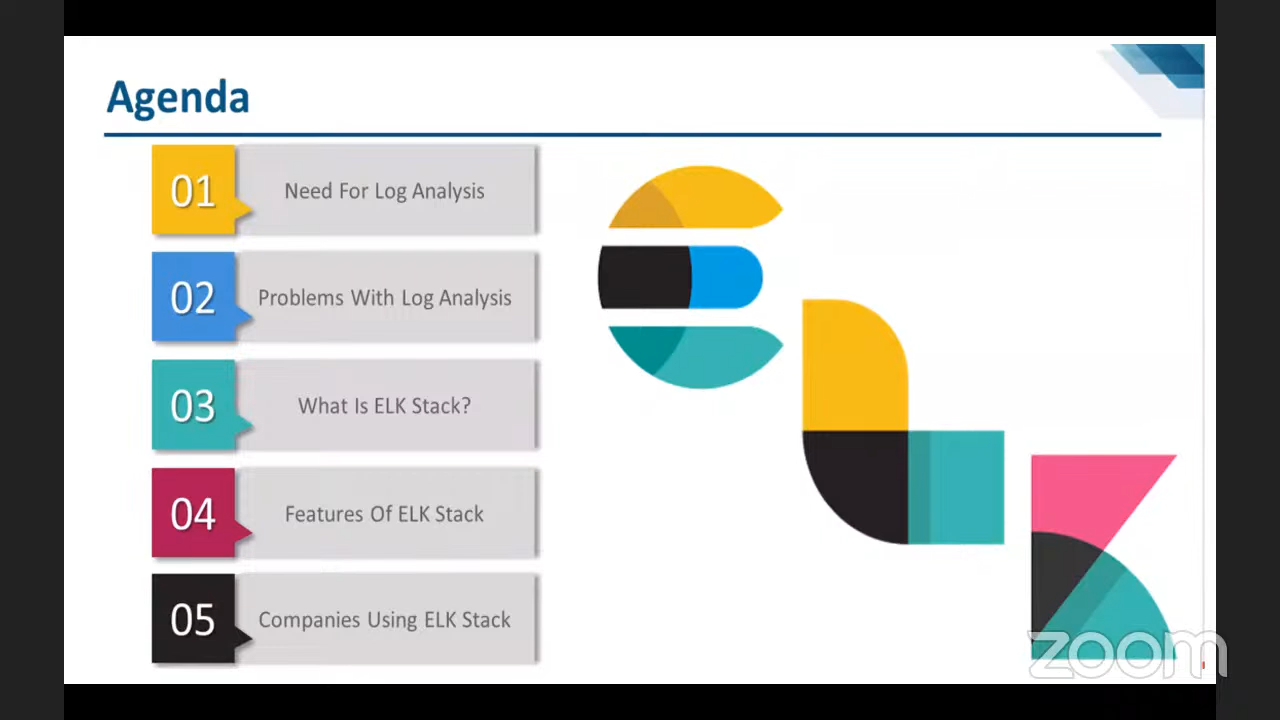 Agenda
01
Need For Log Analysis
02
Problems With Log Analysis
03
What Is ELK Stack?
04
Features Of ELK Stack
05
Companies Using ELK Stack
zoom